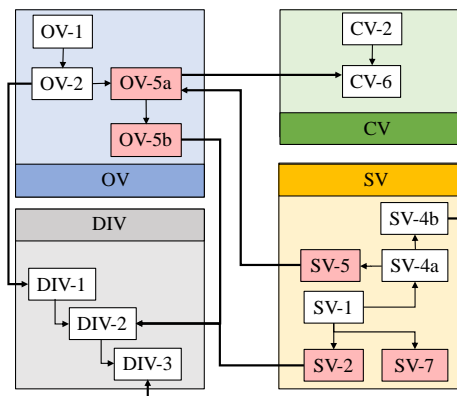 OV-1
OV-2
OV-5a
OV-5b
OV
CV-2
CV-6
CV
DIV
DIV-1
DIV-2
DIV-3
SV
SV-4b
SV-5
SV-4a
SV-1
SV-2
SV-7